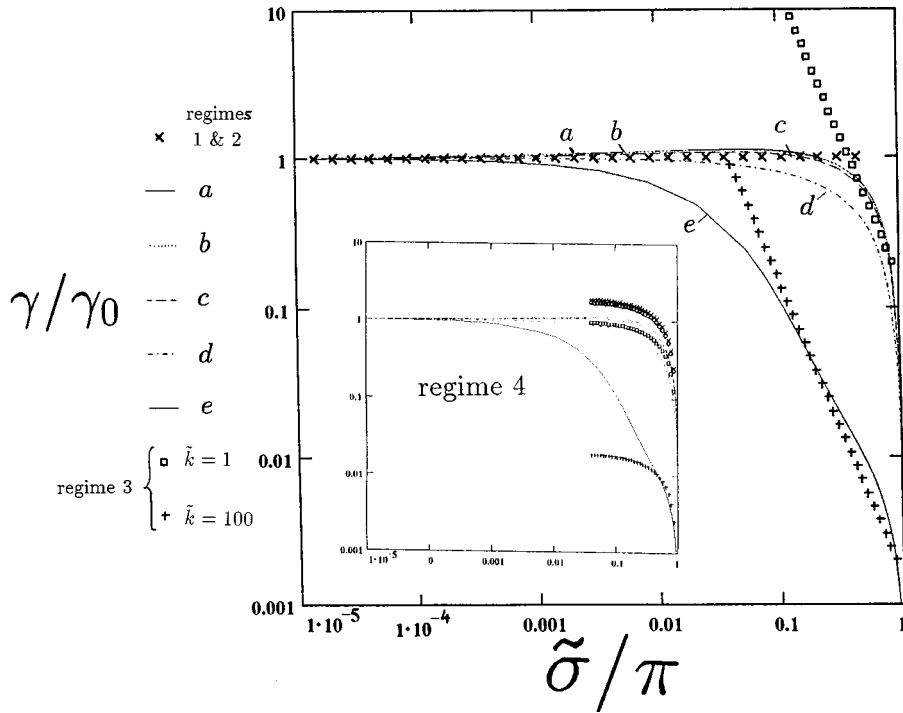 10
1
0.1
0.01
0.001
γ/γ₀
regimes
× 1 & 2
a
b
c
d
e
regime 3 { □ k̃ = 1
+ k̃ = 100
a
b
c
d
e
10
1
0.1
0.01
0.001
regime 4
1·10⁻⁵
0
0.001
0.01
0.1
1
1·10⁻⁵
1·10⁻⁴
0.001
0.01
0.1
1
σ̃/π